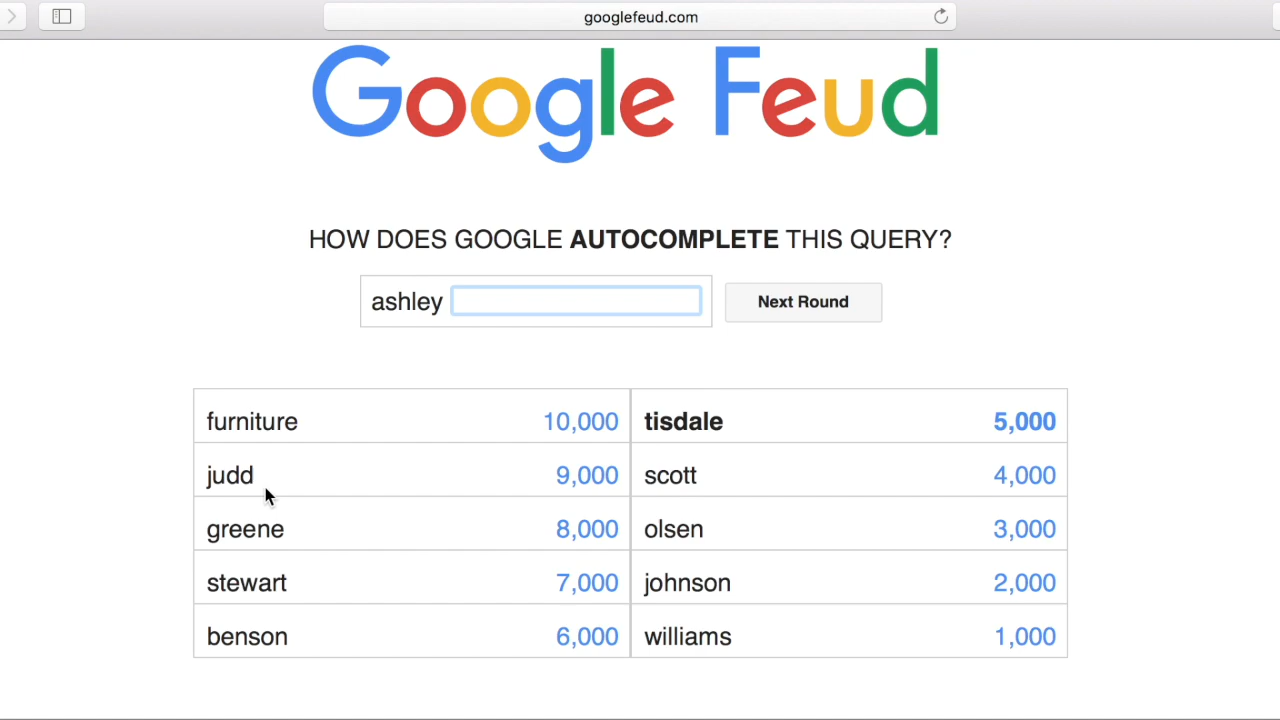 googlefeud.com
Google Feud
HOW DOES GOOGLE AUTOCOMPLETE THIS QUERY?
ashley
Next Round
furniture 10,000 tisdale 5,000
judd 9,000 scott 4,000
greene 8,000 olsen 3,000
stewart 7,000 johnson 2,000
benson 6,000 williams 1,000